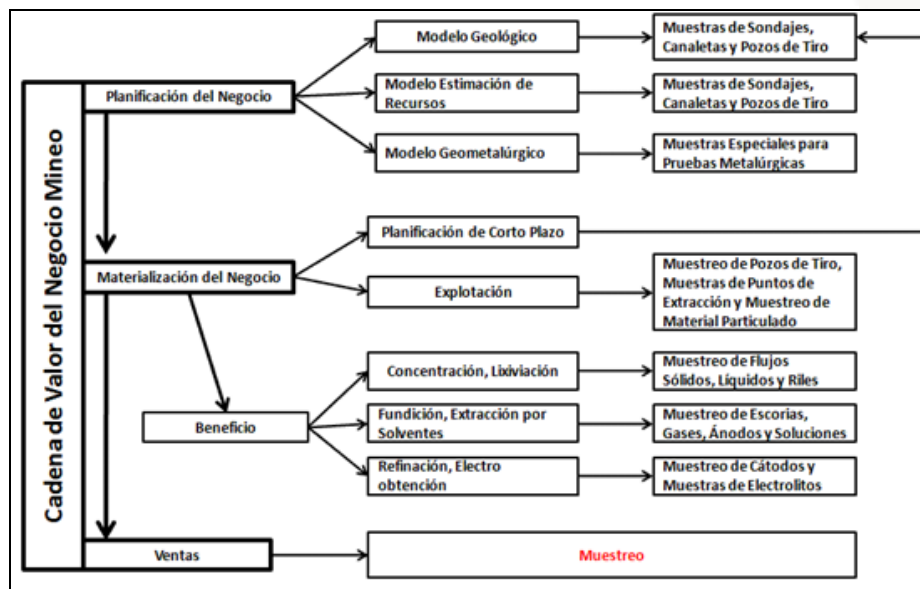 Cadena de Valor del Negocio Mineo
Planificación del Negocio
Modelo Geológico
Muestras de Sondajes,
Canaletas y Pozos de Tiro
Modelo Estimación de
Recursos
Muestras de Sondajes,
Canaletas y Pozos de Tiro
Modelo Geometalúrgico
Muestras Especiales para
Pruebas Metalúrgicas
Materialización del Negocio
Planificación de Corto Plazo
Explotación
Muestreo de Pozos de Tiro,
Muestras de Puntos de
Extracción y Muestreo de
Material Particulado
Beneficio
Concentración, Lixiviación
Muestreo de Flujos
Sólidos, Líquidos y Riles
Fundición, Extracción por
Solventes
Muestreo de Escorias,
Gases, Ánodos y Soluciones
Refinación, Electro
obtención
Muestreo de Cátodos y
Muestras de Electrolitos
Ventas
Muestreo